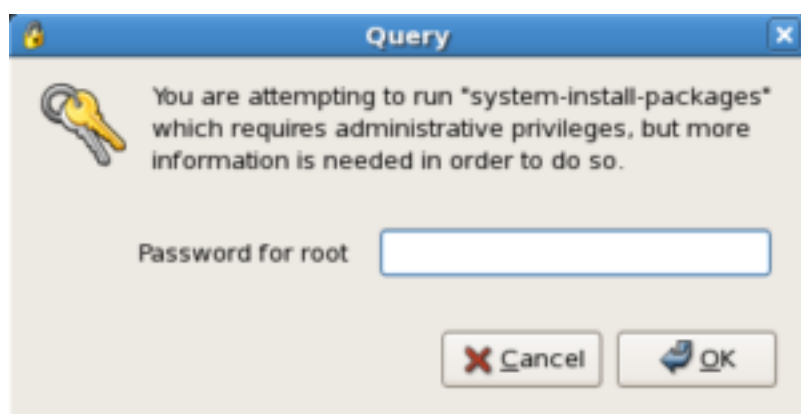 Query
You are attempting to run "system-install-packages"
which requires administrative privileges, but more
information is needed in order to do so.
Password for root
Cancel
OK